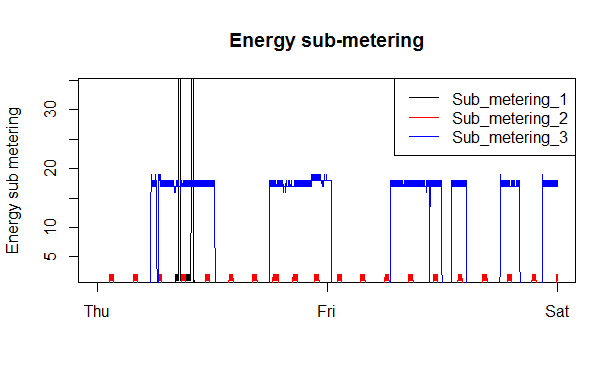 Energy sub-metering
Sub_metering_1
Sub_metering_2
Sub_metering_3
Energy sub metering
30
20
10
5
Thu
Fri
Sat